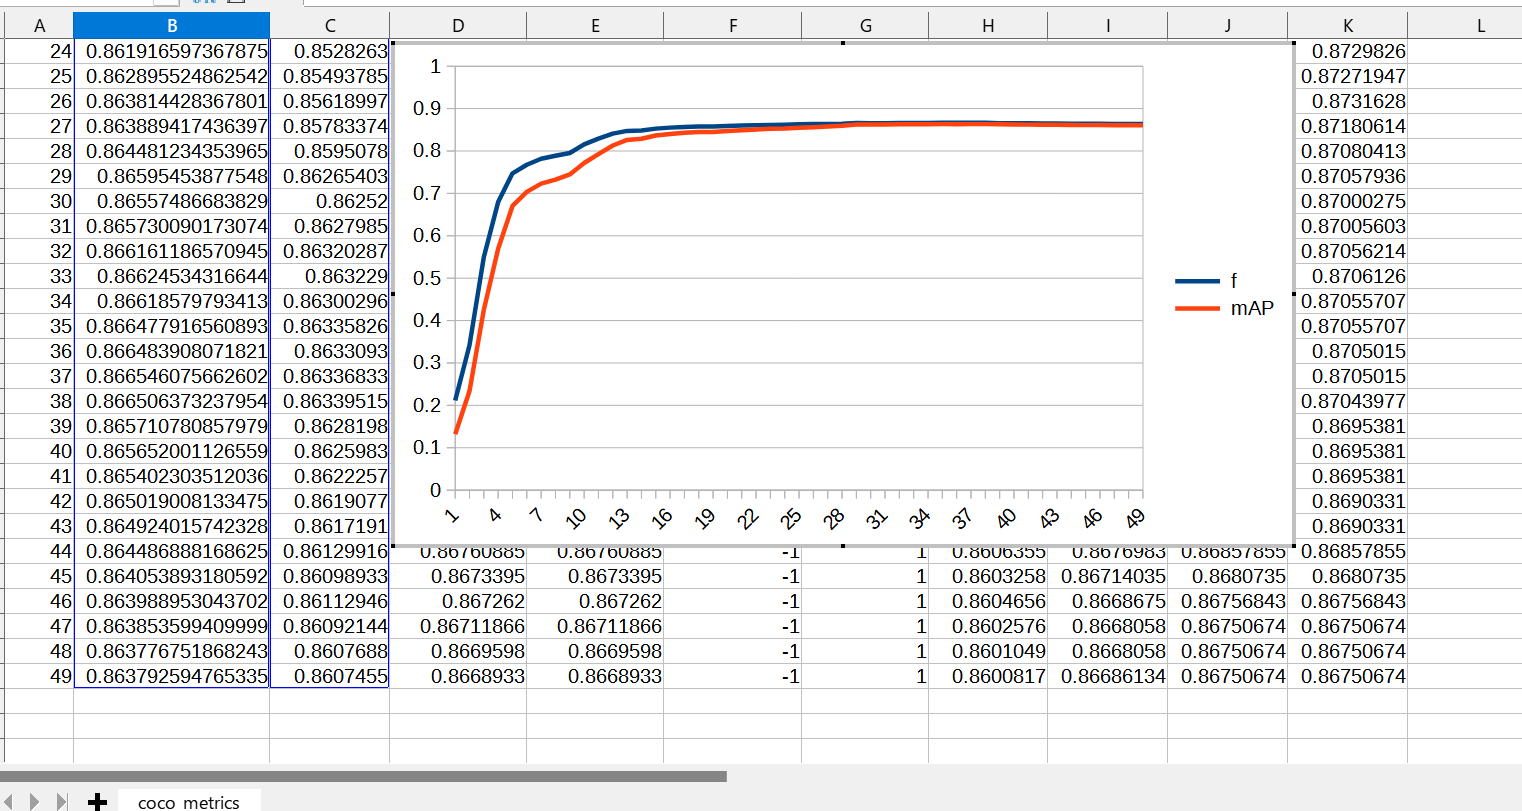 A B C D E F G H I J K L
24 0.861916597367875 0.8528263 0.8729826
25 0.862895524862542 0.85493785 0.87271947
26 0.863814428367801 0.85618997 0.8731628
27 0.863889417436397 0.85783374 0.87180614
28 0.864481234353965 0.8595078 0.87080413
29 0.86595453877548 0.86265403 0.87057936
30 0.86557486683829 0.86252 0.87000275
31 0.865730090173074 0.8627985 0.87005603
32 0.866161186570945 0.86320287 0.87056214
33 0.86624534316644 0.863229 0.8706126
34 0.86618579793413 0.86300296 0.87055707
35 0.866477916560893 0.86335826 0.87055707
36 0.866483908071821 0.8633093 0.8705015
37 0.866546075662602 0.86336833 0.8705015
38 0.866506373237954 0.86339515 0.87043977
39 0.865710780857979 0.8628198 0.8695381
40 0.865652001126559 0.8625983 0.8695381
41 0.865402303512036 0.8622257 0.8695381
42 0.865019008133475 0.8619077 0.8690331
43 0.864924015742328 0.8617191 0.8690331
44 0.864486888168625 0.86129916 0.86760885 0.86760885 -1 1 0.8606355 0.8676983 0.86857855 0.86857855
45 0.864053893180592 0.86098933 0.8673395 0.8673395 -1 1 0.8603258 0.86714035 0.8680735 0.8680735
46 0.863988953043702 0.86112946 0.867262 0.867262 -1 1 0.8604656 0.8668675 0.86756843 0.86756843
47 0.863853599409999 0.86092144 0.86711866 0.86711866 -1 1 0.8602576 0.8668058 0.86750674 0.86750674
48 0.863776751868243 0.8607688 0.8669598 0.8669598 -1 1 0.8601049 0.8668058 0.86750674 0.86750674
49 0.863792594765335 0.8607455 0.8668933 0.8668933 -1 1 0.8600817 0.86686134 0.86750674 0.86750674
1
0.9
0.8
0.7
0.6
0.5
0.4
0.3
0.2
0.1
0
1 4 7 10 13 16 19 22 25 28 31 34 37 40 43 46 49
f
mAP
coco_metrics